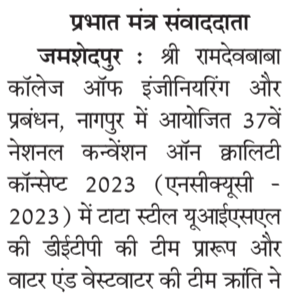 प्रभात मंत्र संवाददाता
जमशेदपुर : श्री रामदेवबाबा
कॉलेज ऑफ इंजीनियरिंग और
प्रबंधन, नागपुर में आयोजित 37वें
नेशनल कन्वेंशन ऑन क्वालिटी
कॉन्सेप्ट 2023 (एनसीक्यूसी -
2023) में टाटा स्टील यूआईएसएल
की डीईटीपी की टीम प्रारूप और
वाटर एंड वेस्टवाटर की टीम क्रांति ने